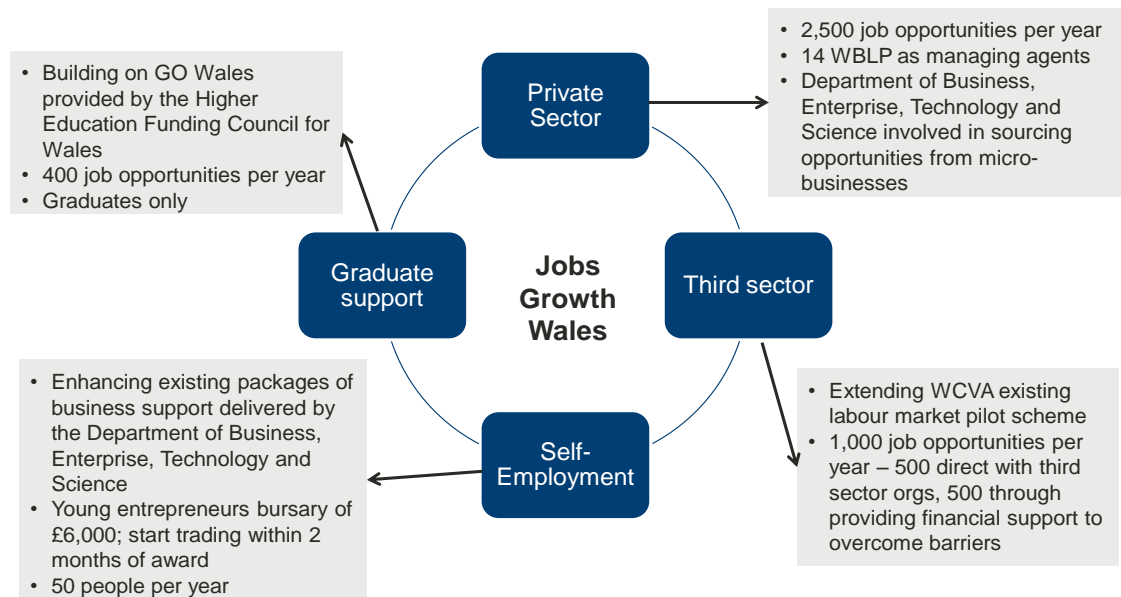 • Building on GO Wales
provided by the Higher
Education Funding Council for
Wales
• 400 job opportunities per year
• Graduates only
Private
Sector
• 2,500 job opportunities per year
• 14 WBLP as managing agents
• Department of Business,
Enterprise, Technology and
Science involved in sourcing
opportunities from micro-
businesses
Graduate
support
Jobs
Growth
Wales
Third sector
• Enhancing existing packages of
business support delivered by
the Department of Business,
Enterprise, Technology and
Science
• Young entrepreneurs bursary of
£6,000; start trading within 2
months of award
• 50 people per year
Self-
Employment
• Extending WCVA existing
labour market pilot scheme
• 1,000 job opportunities per
year – 500 direct with third
sector orgs, 500 through
providing financial support to
overcome barriers